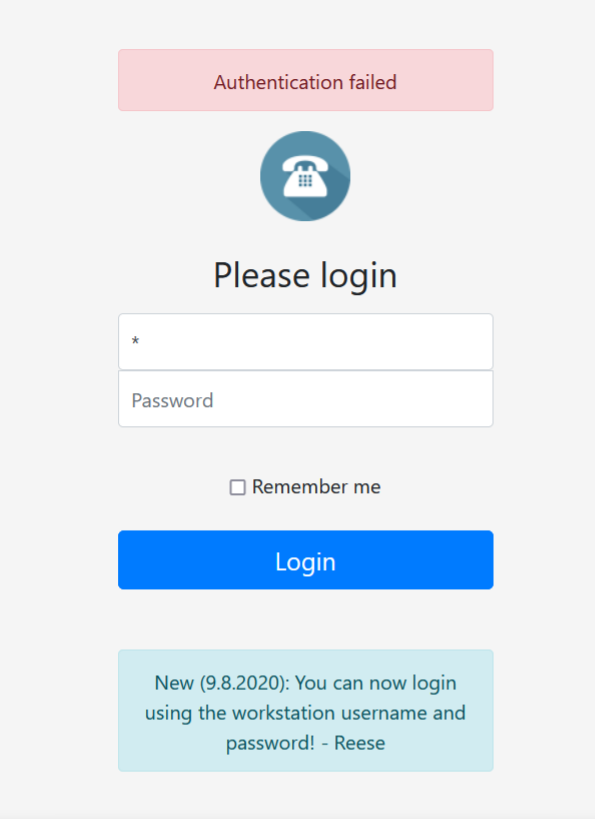 Authentication failed
Please login
*
Password
Remember me
Login
New (9.8.2020): You can now login
using the workstation username and
password! - Reese